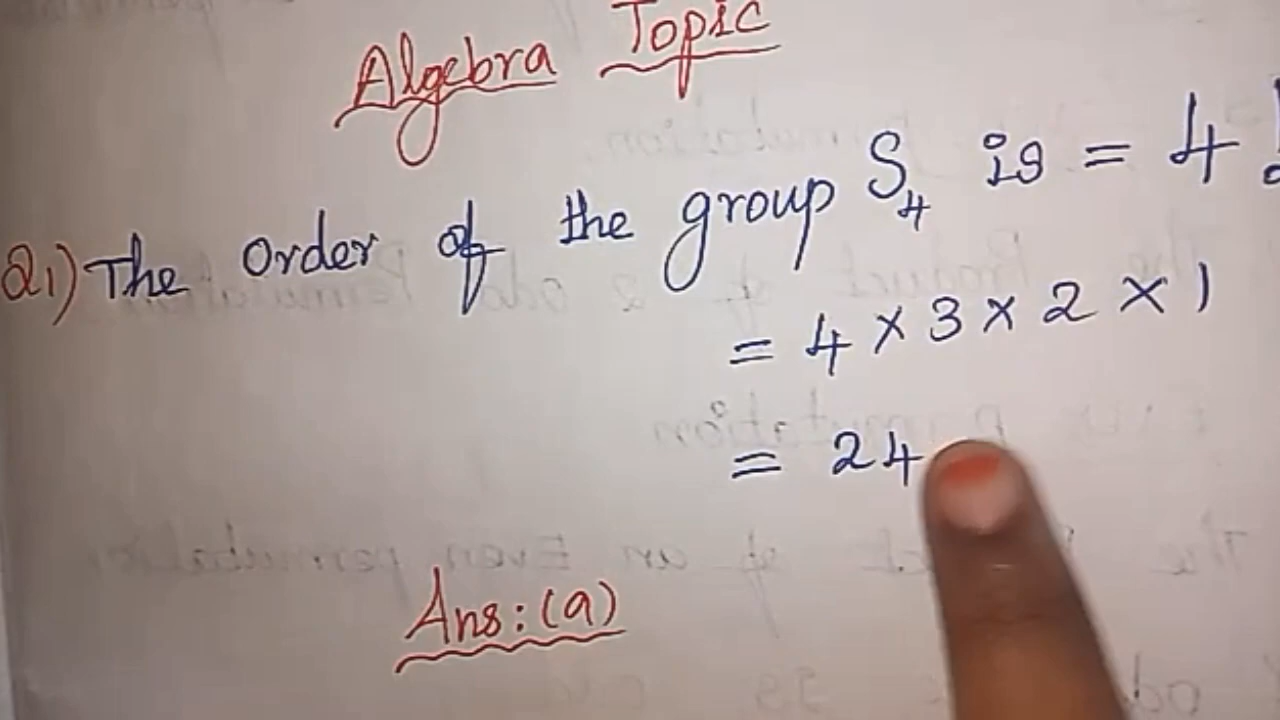 Algebra Topic
Q1) The Order of the group S₄ is = 4!
= 4 × 3 × 2 × 1
= 24
Ans: (a)